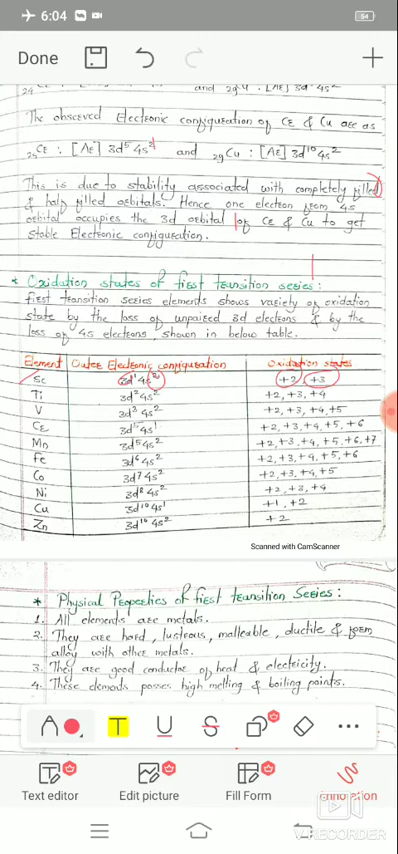 6:04
54
Done
24
and 29Cu : [Ar] 3d 4s
The observed Electronic configuration of Cr & Cu are as
[Ar] 3d⁵ 4s¹ and 29Cu : [Ar] 3d¹⁰ 4s²
This is due to stability associated with completely filled
& half filled orbitals. Hence one electron from 4s
orbital occupies the 3d orbital of Cr & Cu to get
stable Electronic configuration.
* Oxidation states of first transition series :
first transition series elements shows variety of oxidation
state by the loss of unpaired 3d electrons & by the
loss of 4s electrons, shown in below table.
Element Outer Electronic configuration Oxidation states
Sc 3d¹ 4s² +2, +3
Ti 3d² 4s² +2, +3, +4
V 3d³ 4s² +2, +3, +4, +5
Cr 3d⁵ 4s¹ +2, +3, +4, +5, +6
Mn 3d⁵ 4s² +2, +3, +4, +5, +6, +7
Fe 3d⁶ 4s² +2, +3, +4, +5, +6
Co 3d⁷ 4s² +2, +3, +4, +5
Ni 3d⁸ 4s² +2, +3, +4
Cu 3d¹⁰ 4s¹ +1, +2
Zn 3d¹⁰ 4s² +2
Scanned with CamScanner
* Physical Properties of first transition Series :
1. All elements are metals.
2. They are hard, lustrous, malleable, ductile & form
alloy with other metals.
3. They are good conductor of heat & electricity.
4. These elements posses high melting & boiling points.
T U S
Text editor Edit picture Fill Form Annotation
V RECORDER